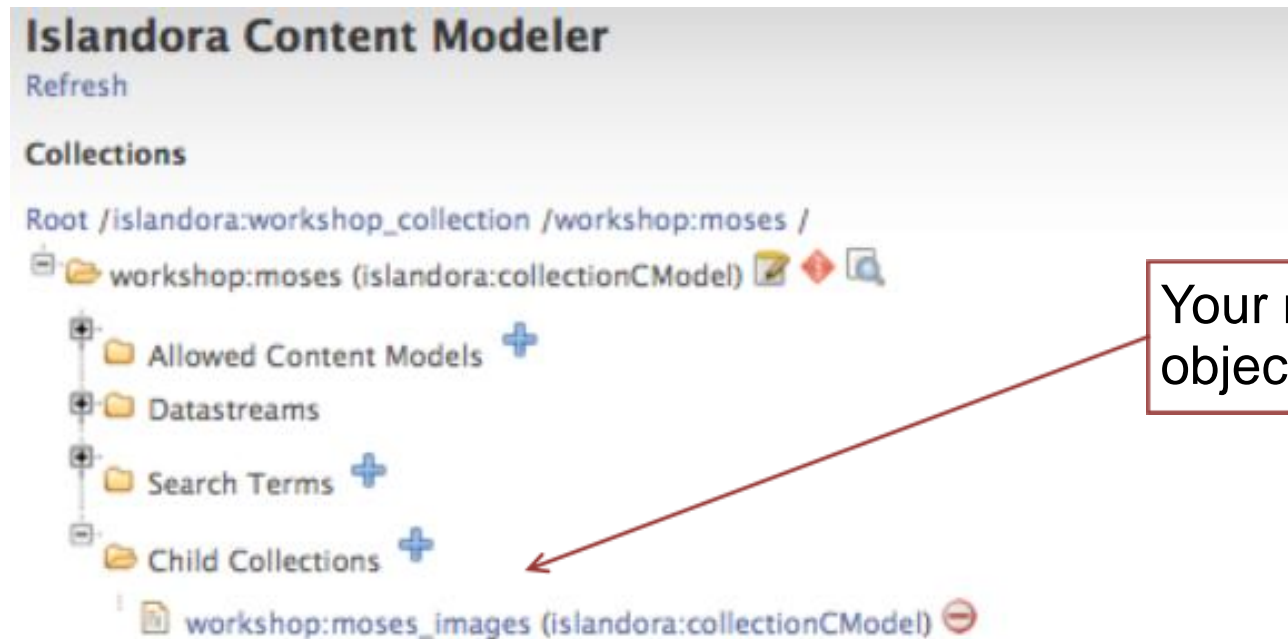 Islandora Content Modeler
Refresh
Collections
Root /islandora:workshop_collection /workshop:moses /
workshop:moses (islandora:collectionCModel)
Allowed Content Models
Datastreams
Search Terms
Child Collections
workshop:moses_images (islandora:collectionCModel)
Your